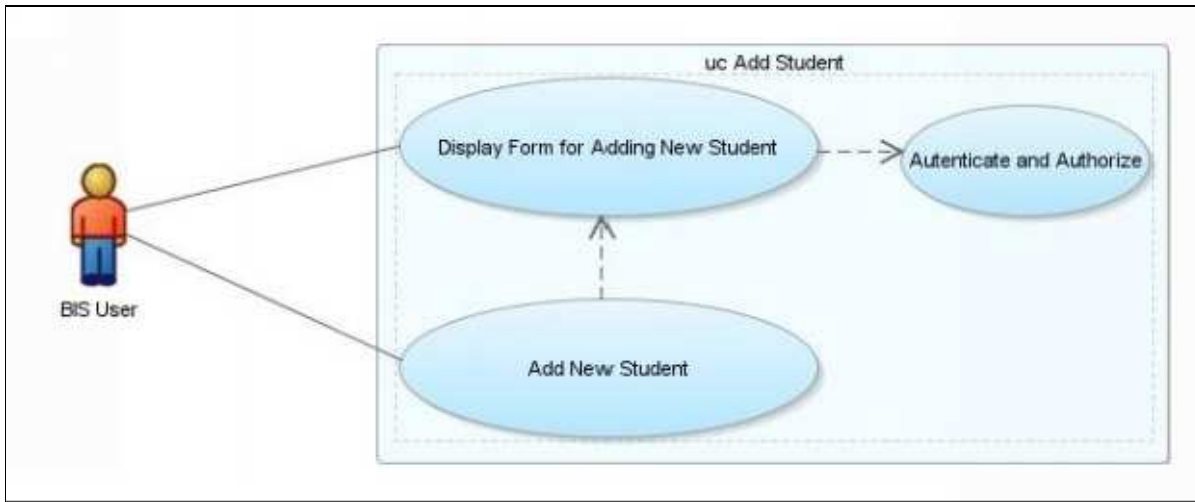 uc Add Student
Display Form for Adding New Student
Autenticate and Authorize
BIS User
Add New Student